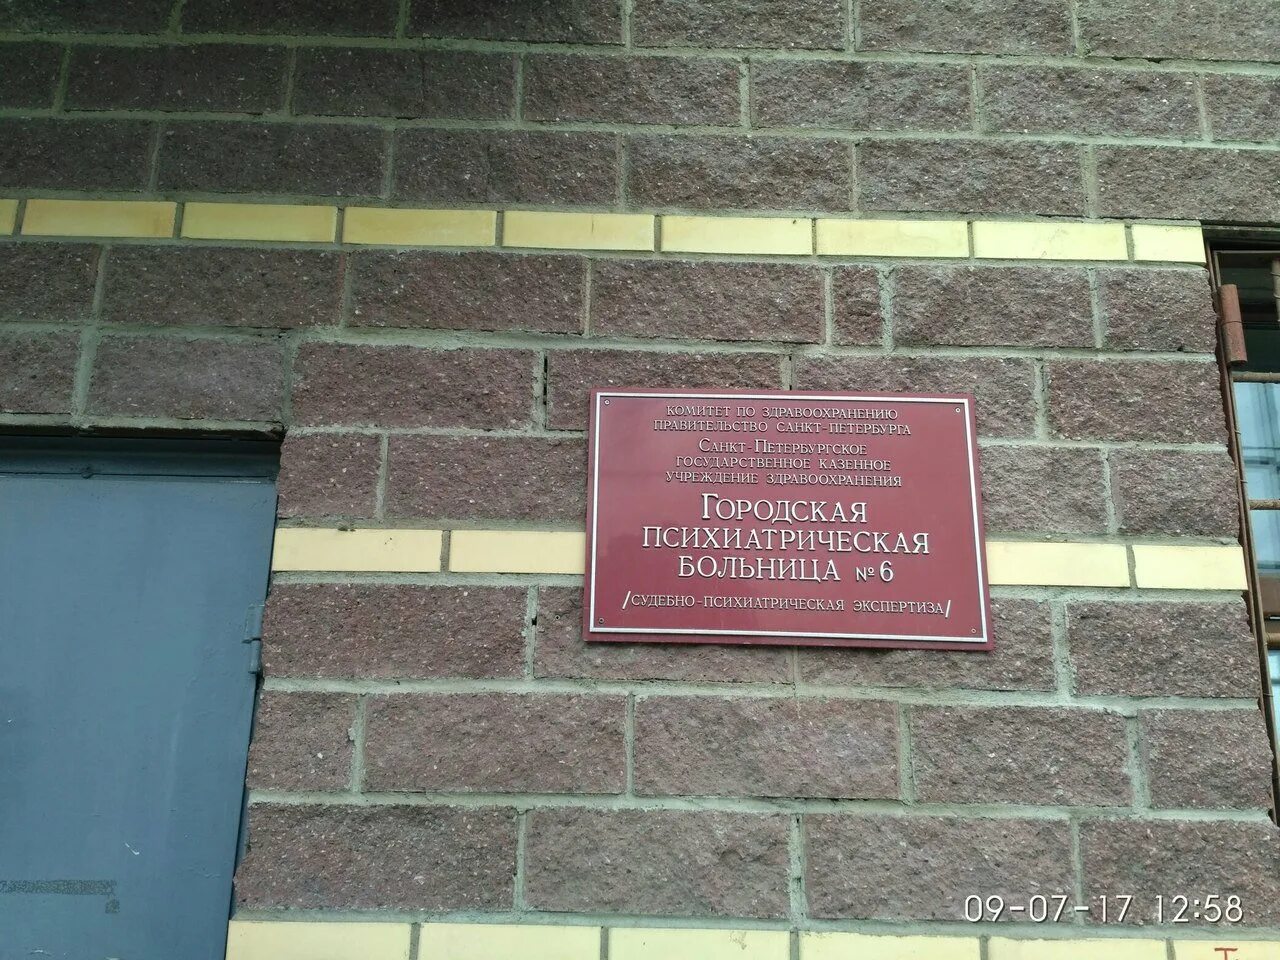 КОМИТЕТ ПО ЗДРАВООХРАНЕНИЮ
ПРАВИТЕЛЬСТВО САНКТ-ПЕТЕРБУРГА
САНКТ-ПЕТЕРБУРГСКОЕ
ГОСУДАРСТВЕННОЕ КАЗЕННОЕ
УЧРЕЖДЕНИЕ ЗДРАВООХРАНЕНИЯ
ГОРОДСКАЯ
ПСИХИАТРИЧЕСКАЯ
БОЛЬНИЦА №6
/СУДЕБНО-ПСИХИАТРИЧЕСКАЯ ЭКСПЕРТИЗА/
09-07-17 12:58